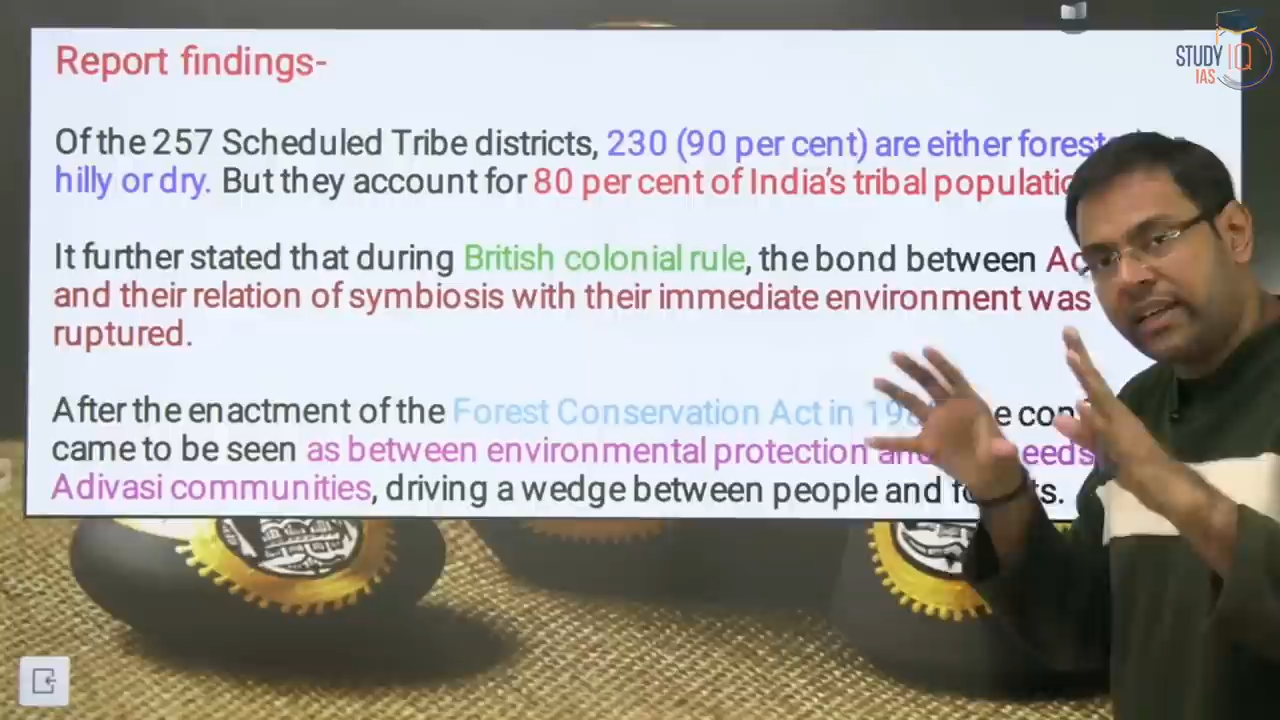 Report findings-
STUDY IQ
IAS
Of the 257 Scheduled Tribe districts, 230 (90 per cent) are either
hilly or dry. But they account for 80 per cent of India's tribal
It further stated that during British colonial rule, the bond between
and their relation of symbiosis with their immediate environment was
ruptured.
After the enactment of the Forest Conservation Act in
came to be seen as between environmental protection
Adivasi communities, driving a wedge between people and